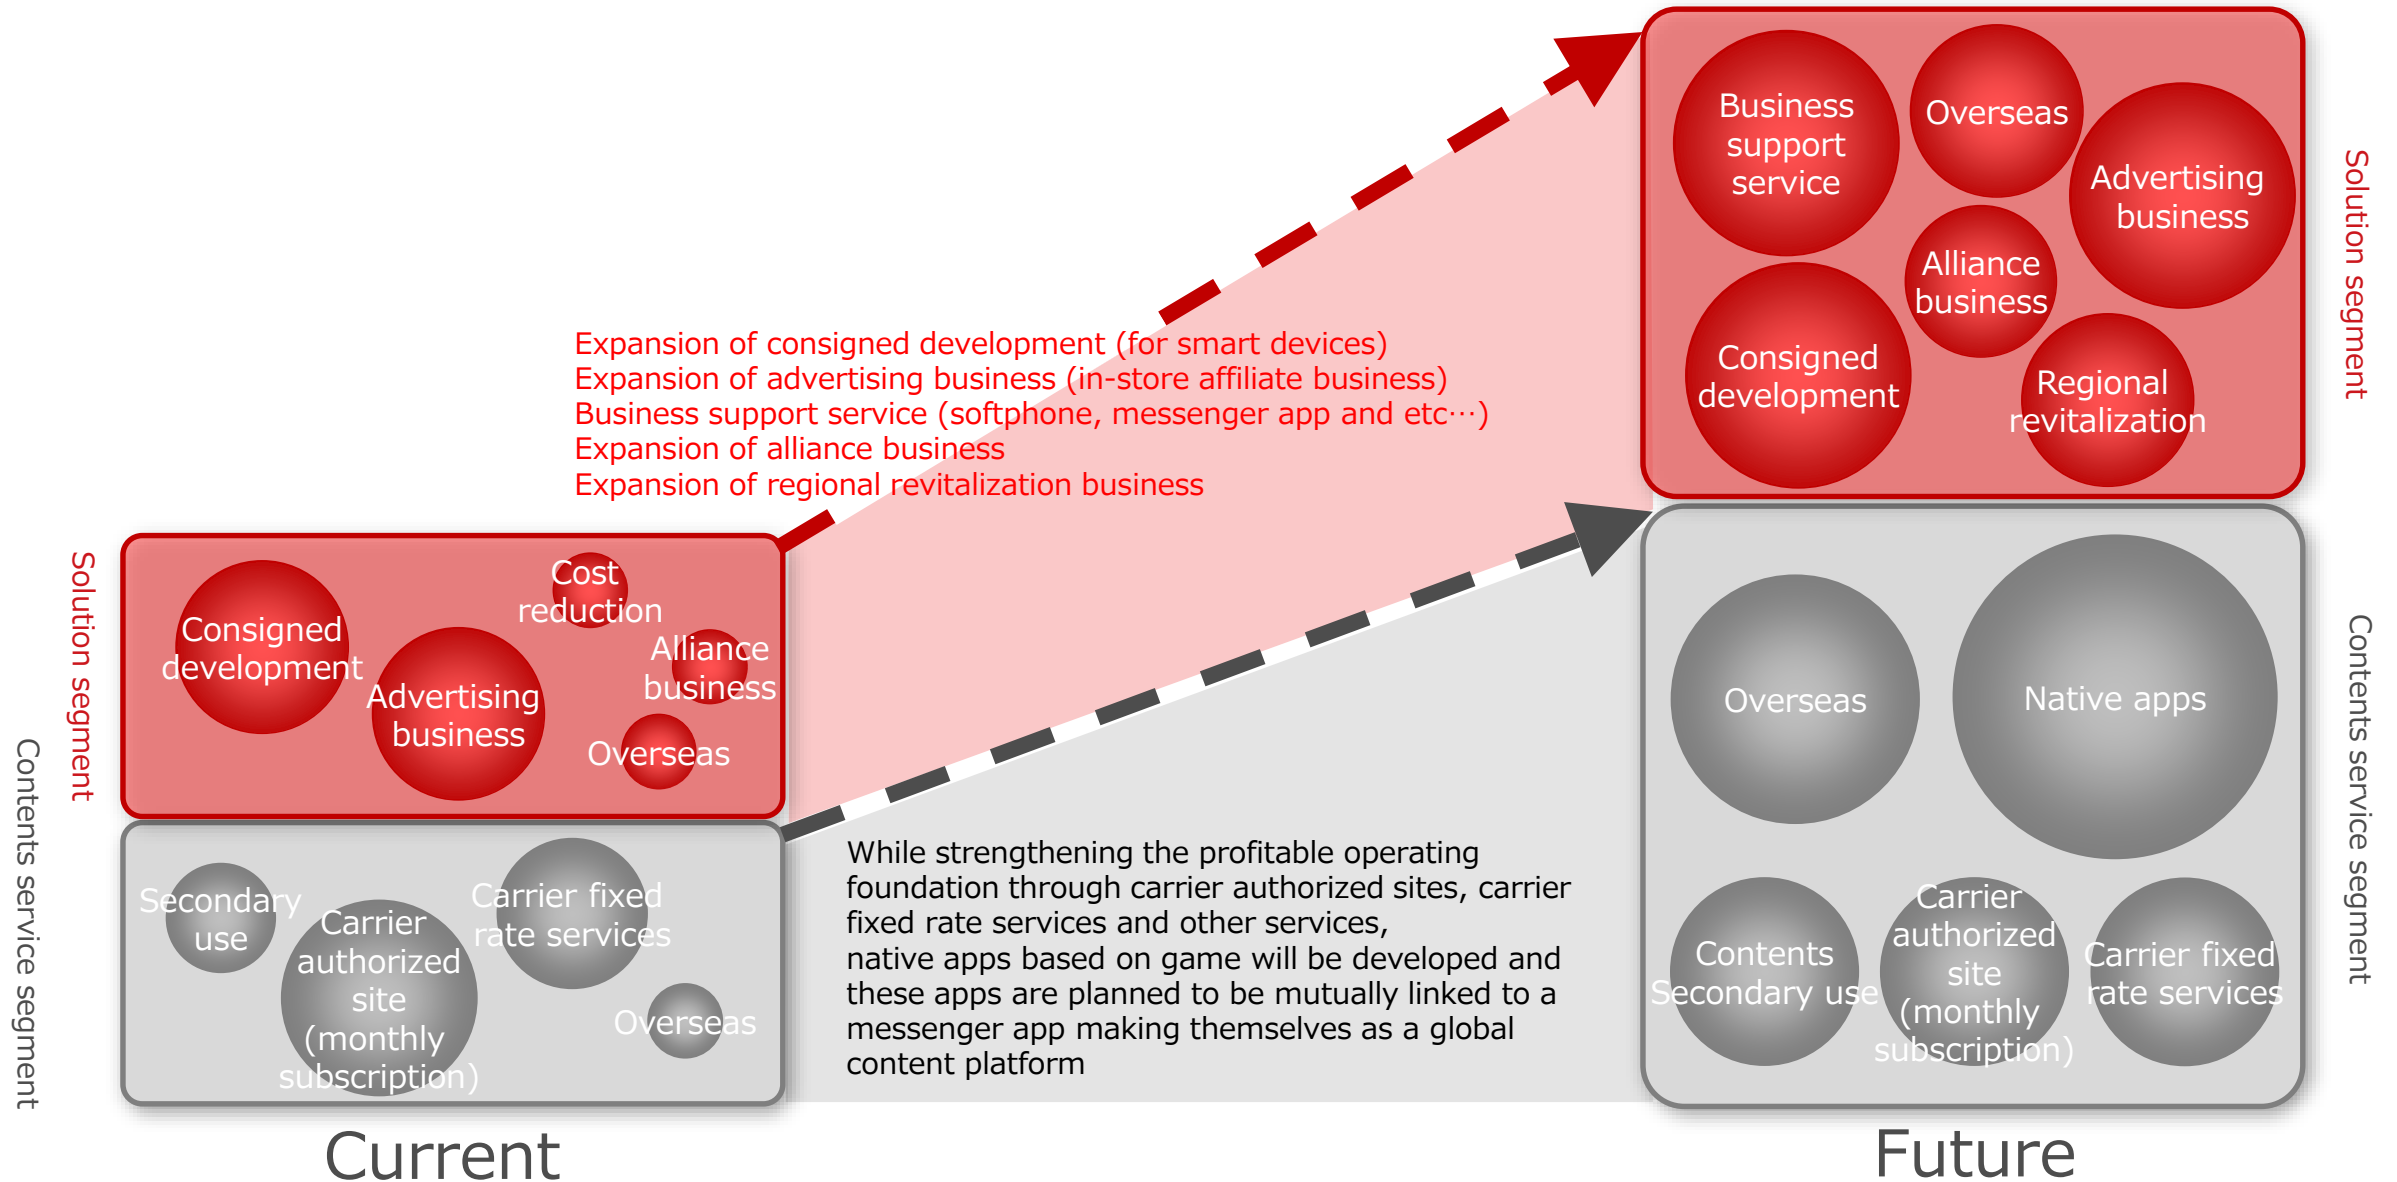 Business
support
service
Overseas
Advertising
business
Alliance
business
Consigned
development
Regional
revitalization
Solution segment
Expansion of consigned development (for smart devices)
Expansion of advertising business (in-store affiliate business)
Business support service (softphone, messenger app and etc…)
Expansion of alliance business
Expansion of regional revitalization business
Solution segment
Consigned
development
Advertising
business
Cost
reduction
Alliance
business
Overseas
Contents service segment
Secondary
use
Carrier
authorized
site
(monthly
subscription)
Carrier fixed
rate services
Overseas
While strengthening the profitable operating
foundation through carrier authorized sites, carrier
fixed rate services and other services,
native apps based on game will be developed and
these apps are planned to be mutually linked to a
messenger app making themselves as a global
content platform
Overseas
Native apps
Contents
Secondary use
Carrier
authorized
site
(monthly
subscription)
Carrier fixed
rate services
Contents service segment
Current
Future